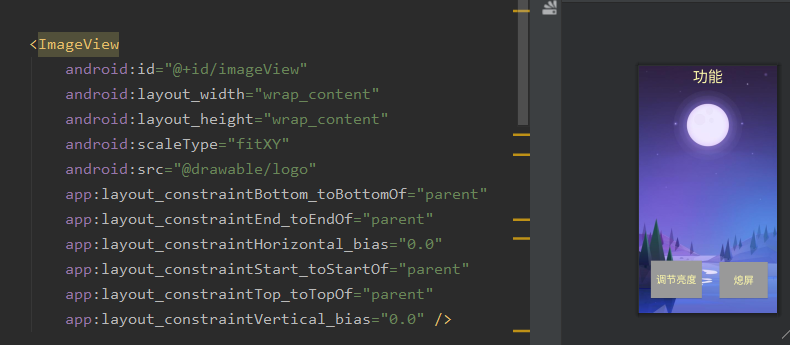 <ImageView
android:id="@+id/imageView"
android:layout_width="wrap_content"
android:layout_height="wrap_content"
android:scaleType="fitXY"
android:src="@drawable/logo"
app:layout_constraintBottom_toBottomOf="parent"
app:layout_constraintEnd_toEndOf="parent"
app:layout_constraintHorizontal_bias="0.0"
app:layout_constraintStart_toStartOf="parent"
app:layout_constraintTop_toTopOf="parent"
app:layout_constraintVertical_bias="0.0" />
功能
调节亮度
熄屏